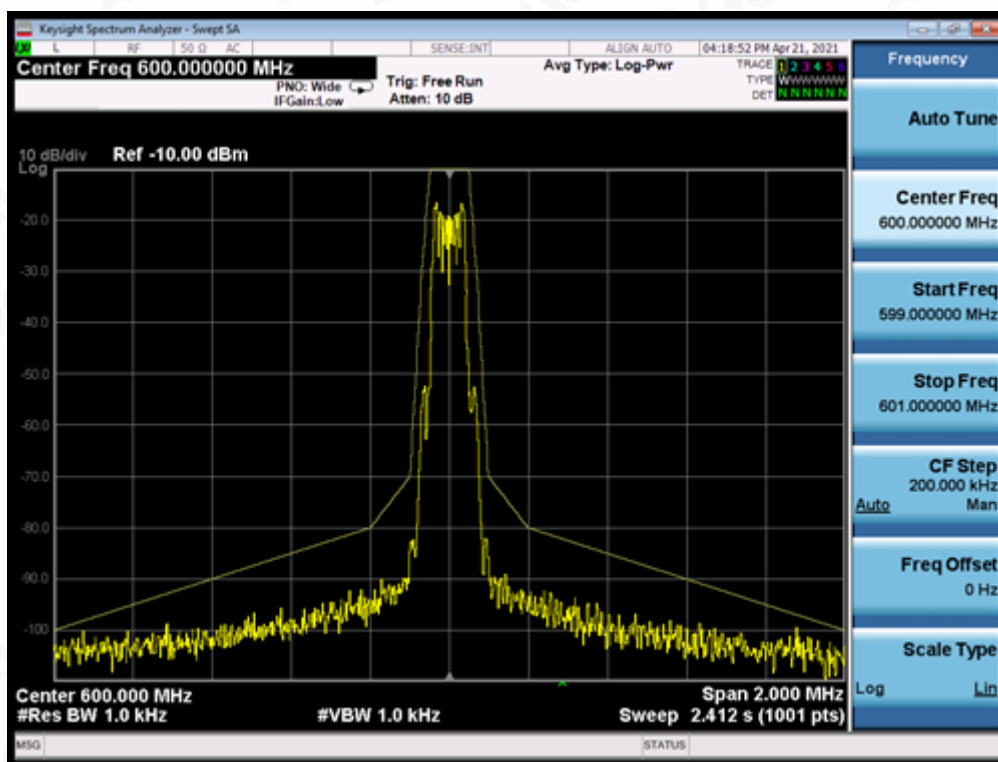 Keysight Spectrum Analyzer - Swept SA
L RF 50 Ω AC SENSE:INT ALIGN AUTO 04:18:52 PM Apr 21, 2021
Center Freq 600.000000 MHz
PNO: Wide
IFGain:Low
Trig: Free Run
Atten: 10 dB
Avg Type: Log-Pwr
TRACE 1 2 3 4 5 6
TYPE WWWWWW
DET N N N N N N
10 dB/div Ref -10.00 dBm
Log
-20.0
-30.0
-40.0
-50.0
-60.0
-70.0
-80.0
-90.0
-100
Center 600.000 MHz Span 2.000 MHz
#Res BW 1.0 kHz #VBW 1.0 kHz Sweep 2.412 s (1001 pts)
MSG STATUS
Frequency
Auto Tune
Center Freq
600.000000 MHz
Start Freq
599.000000 MHz
Stop Freq
601.000000 MHz
CF Step
200.000 kHz
Auto Man
Freq Offset
0 Hz
Scale Type
Log Lin